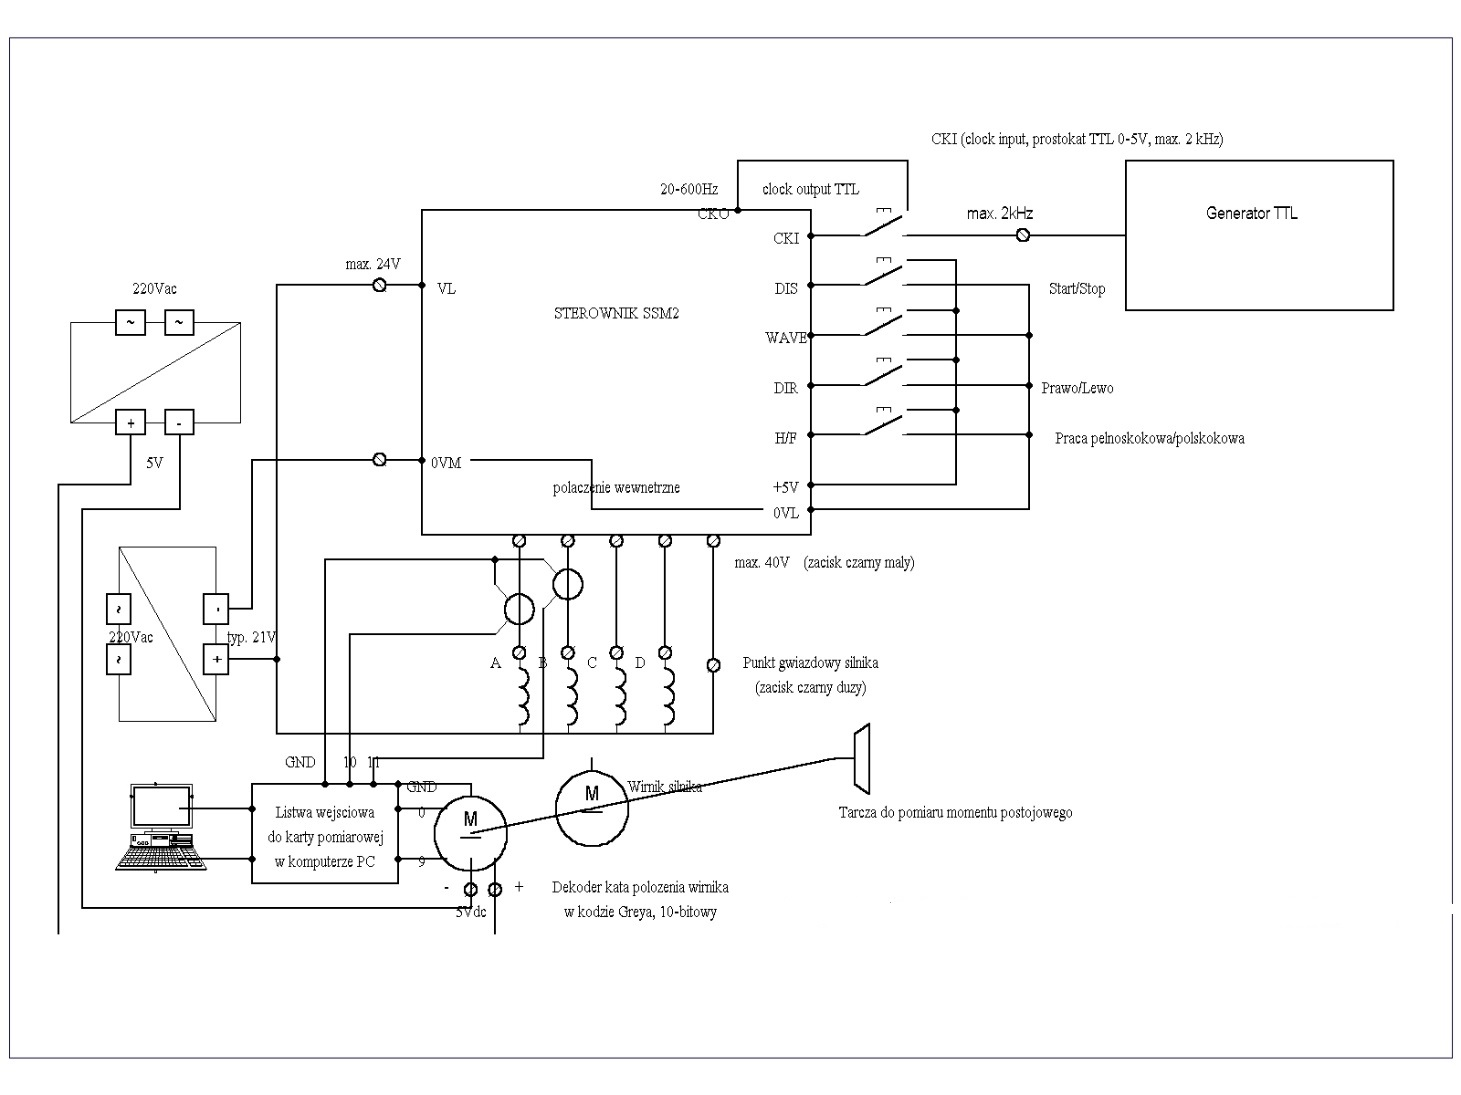 CKI (clock input, prostokat TTL 0-5V, max. 2 kHz)
20-600Hz
clock output TTL
CKO
max. 2kHz
Generator TTL
CKI
max. 24V
VL
DIS
Start/Stop
220Vac
~ ~
STEROWNIK SSM2
WAVE
DIR
Prawo/Lewo
+ -
H/F
Praca pelnoskokowa/polskokowa
5V
0VM
polaczenie wewnetrzne
+5V
0VL
max. 40V (zacisk czarny maly)
~
-
220Vac
typ. 21V
~
+
A B C D
Punkt gwiazdowy silnika
(zacisk czarny duzy)
GND 10 11
GND
Wirnik silnika
M
Tarcza do pomiaru momentu postojowego
Listwa wejsciowa
do karty pomiarowej
w komputerze PC
0
9
M
- +
5Vdc
Dekoder kata polozenia wirnika
w kodzie Greya, 10-bitowy